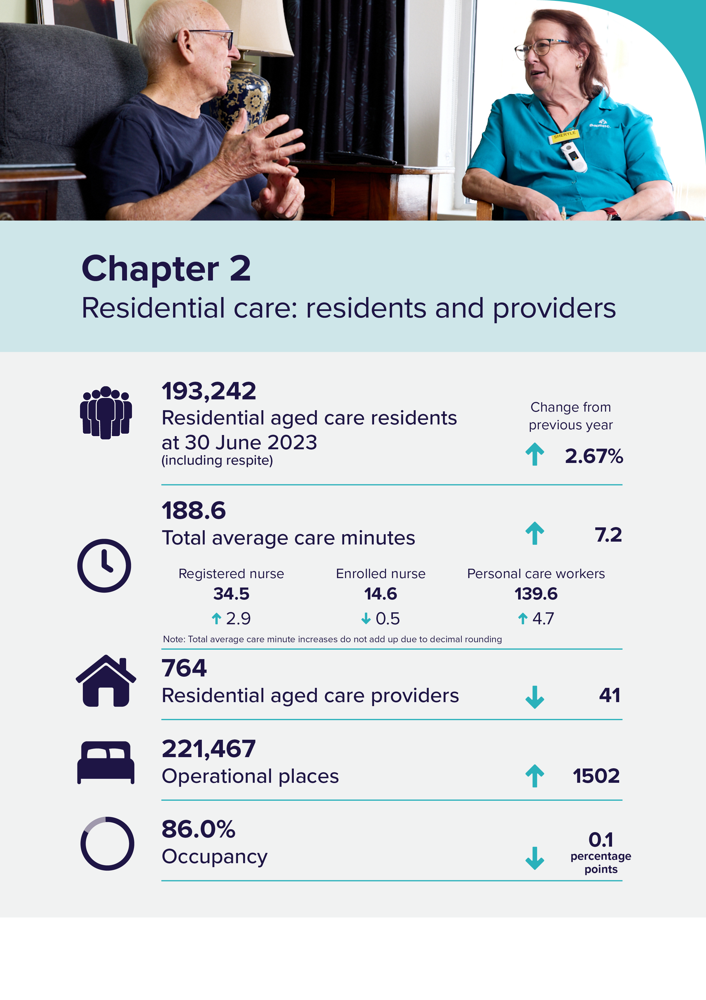 Baptistc.
SHERYLE
Chapter 2
Residential care: residents and providers
193,242
Residential aged care residents
at 30 June 2023
(including respite)
Change from
previous year
2.67%
188.6
Total average care minutes
7.2
Registered nurse
Enrolled nurse
Personal care workers
34.5
14.6
139.6
2.9
0.5
4.7
Note: Total average care minute increases do not add up due to decimal rounding
764
Residential aged care providers
41
221,467
Operational places
1502
86.0%
Occupancy
0.1
percentage
points